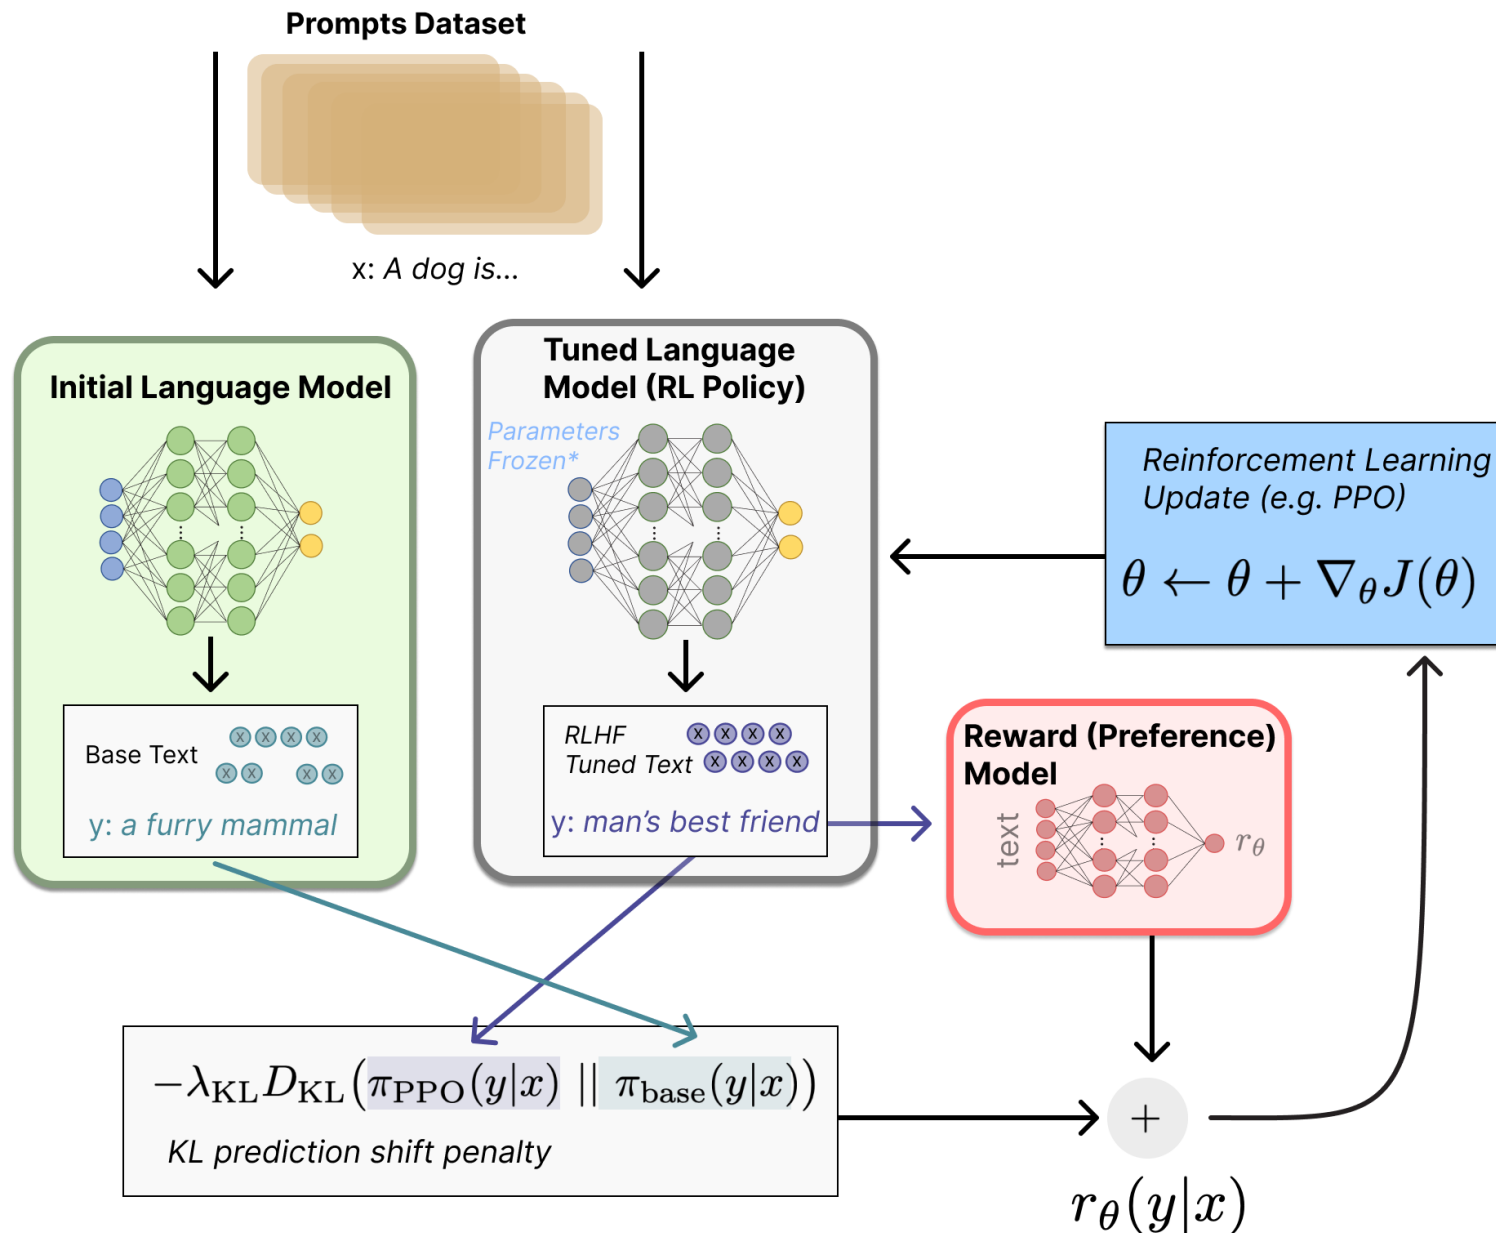 Prompts Dataset
x: A dog is...
Initial Language Model
Tuned Language
Model (RL Policy)
Parameters
Frozen*
Reinforcement Learning
Update (e.g. PPO)
θ ← θ + ∇θJ(θ)
Base Text
x x x x
x x x x
y: a furry mammal
RLHF
Tuned Text
x x x x
x x x x
y: man’s best friend
Reward (Preference)
Model
text
rθ
−λKL DKL(πPPO(y|x) || πbase(y|x))
KL prediction shift penalty
+
rθ(y|x)